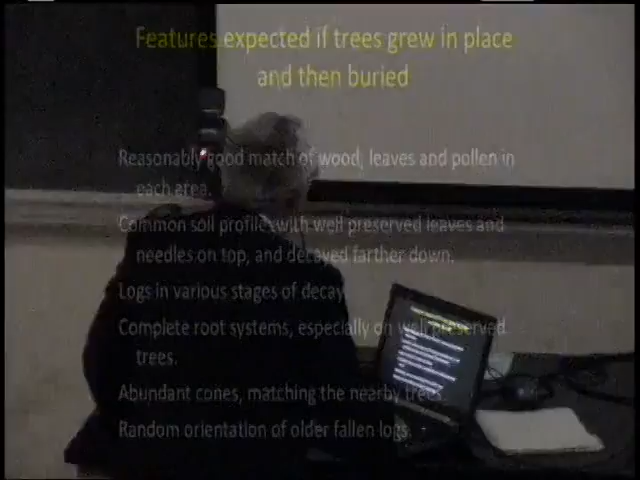 Features expected if trees grew in place
and then buried
Reasonably good match of wood, leaves and pollen in
each area.
Common soil profiles with well preserved leaves and
needles on top, and decayed farther down.
Logs in various stages of decay
Complete root systems, especially on well preserved
trees.
Abundant cones, matching the nearby trees.
Random orientation of older fallen logs.